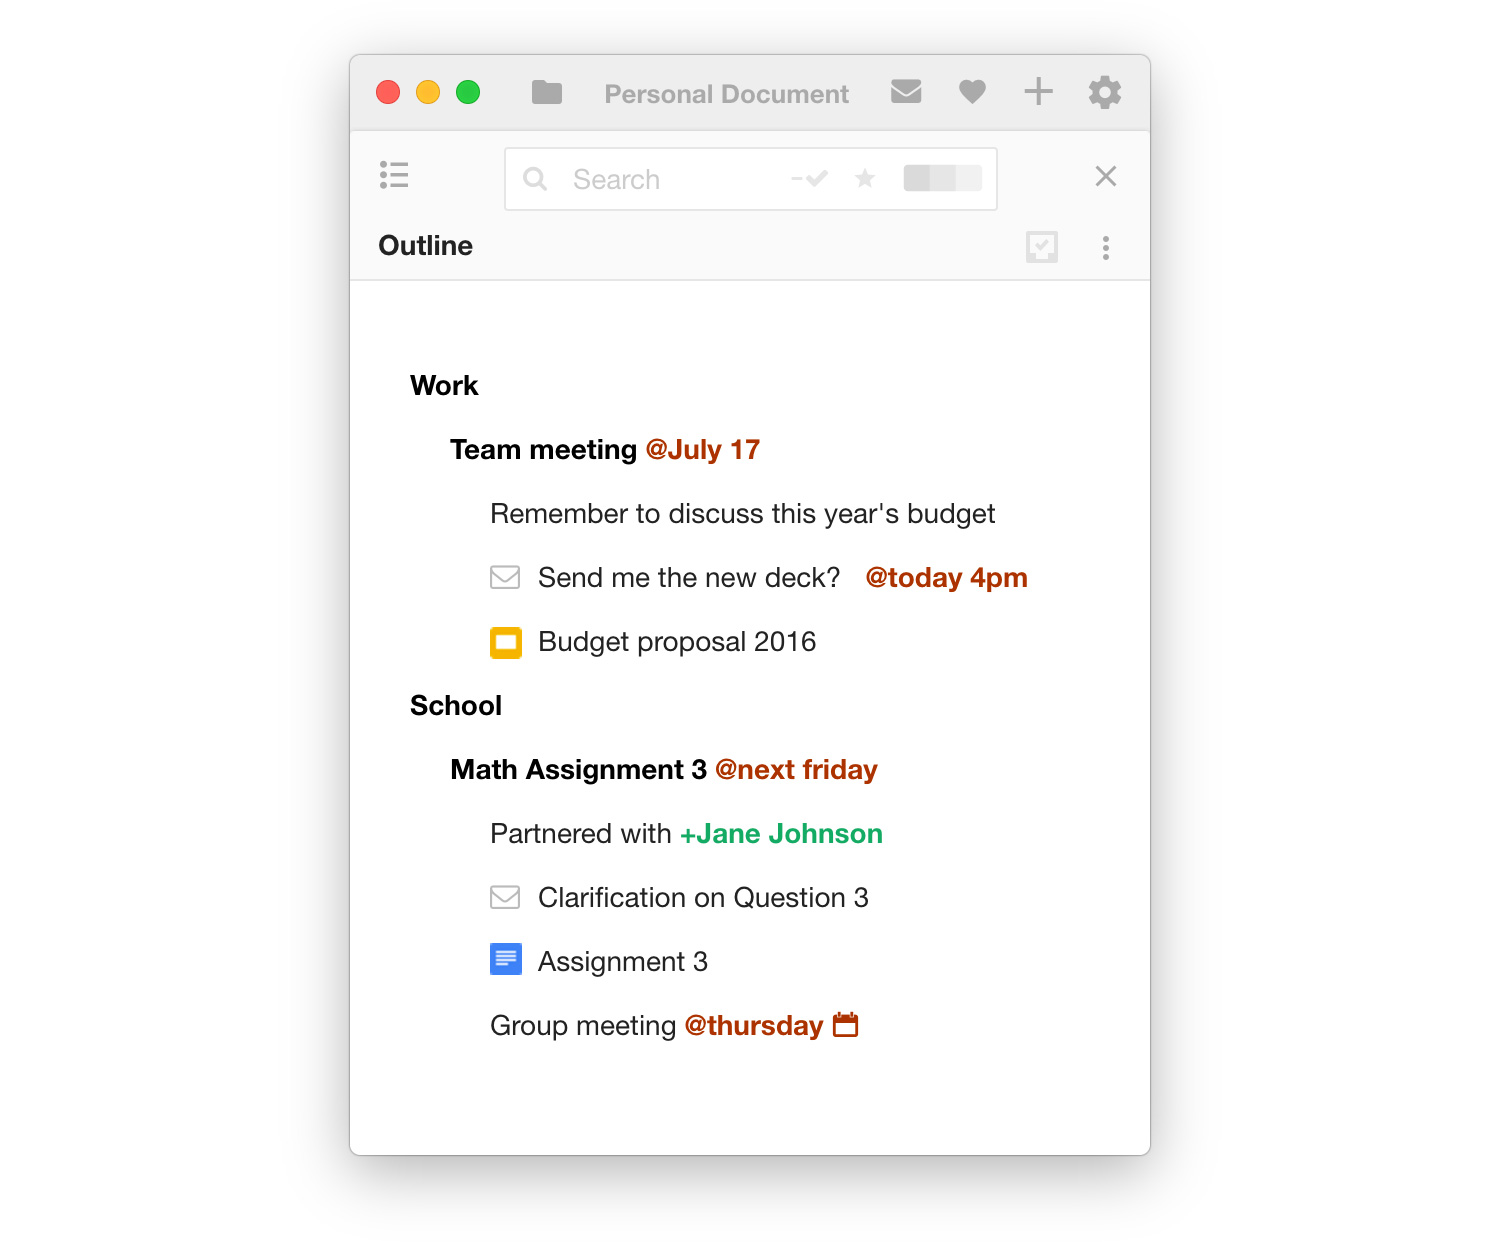 Personal Document
Search
Outline
Work
Team meeting @July 17
Remember to discuss this year's budget
Send me the new deck? @today 4pm
Budget proposal 2016
School
Math Assignment 3 @next friday
Partnered with +Jane Johnson
Clarification on Question 3
Assignment 3
Group meeting @thursday